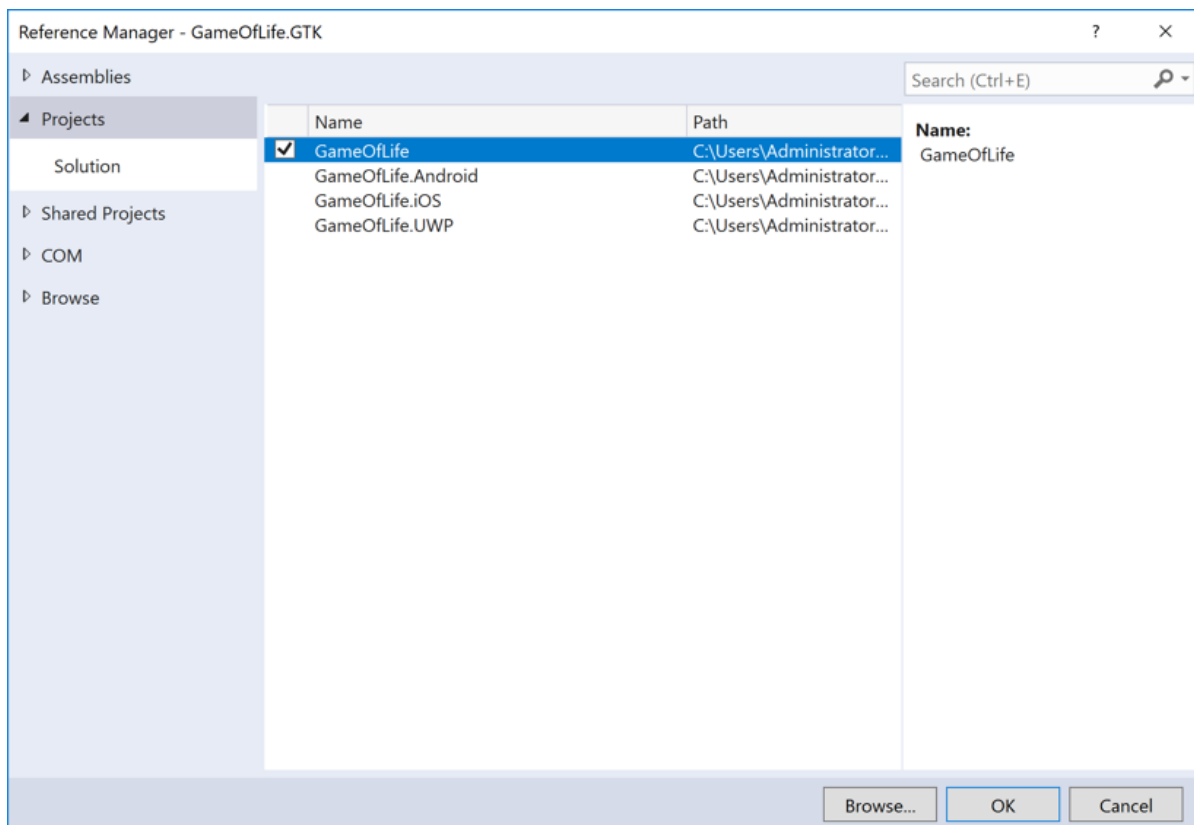 Reference Manager - GameOfLife.GTK ? ×
Assemblies
Projects
Solution
Shared Projects
COM
Browse
Name Path
GameOfLife C:\Users\Administrator...
GameOfLife.Android C:\Users\Administrator...
GameOfLife.iOS C:\Users\Administrator...
GameOfLife.UWP C:\Users\Administrator...
Search (Ctrl+E)
Name:
GameOfLife
Browse... OK Cancel